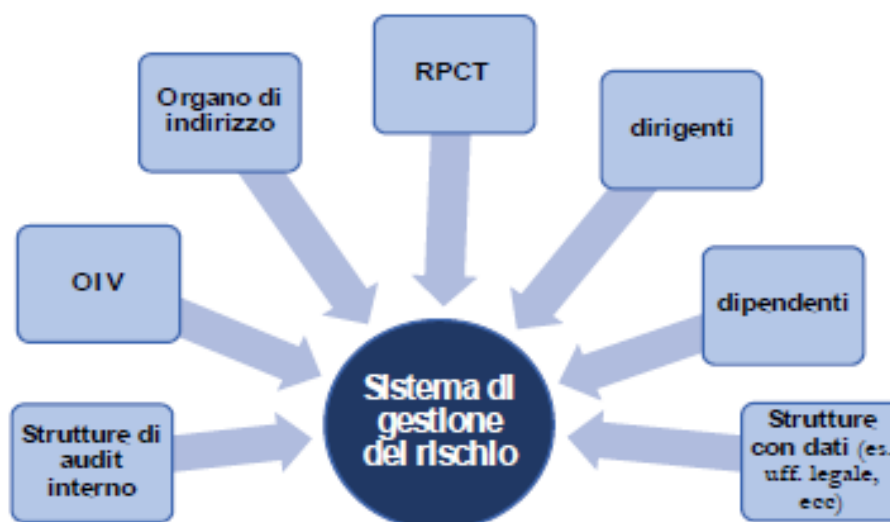 RPCT
Organo di
indirizzo
dirigenti
OIV
dipendenti
Sistema di
gestione
del rischio
Strutture di
audit
interno
Strutture
con dati (es.
uff. legale,
ecc)